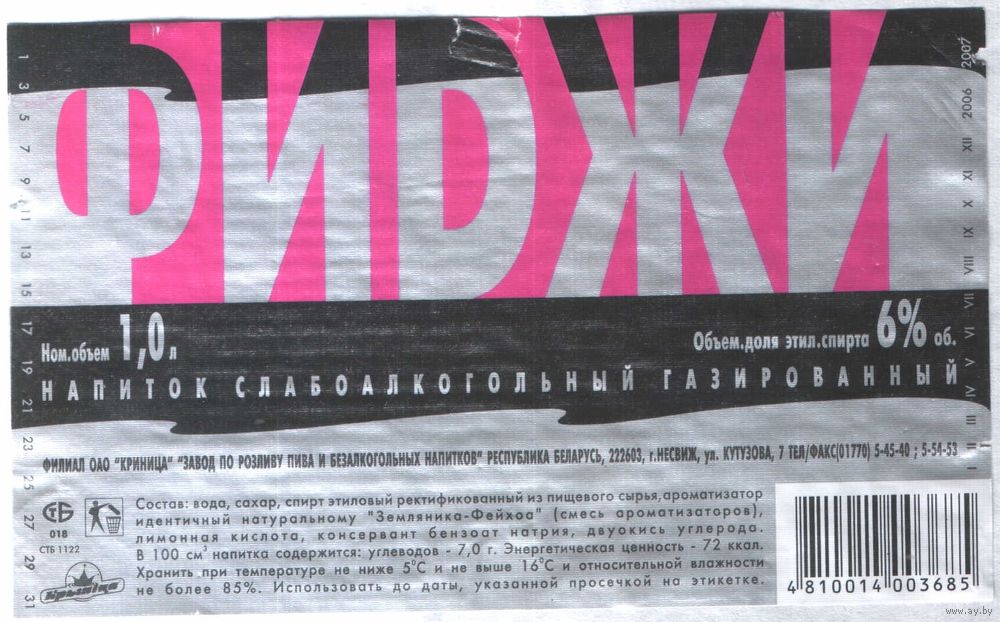 ФИРДЖИ
Ном.объем 1,0 л
Объем.доля этил.спирта 6% об.
НАПИТОК СЛАБОАЛКОГОЛЬНЫЙ ГАЗИРОВАННЫЙ
ФИЛИАЛ ОАО "КРИНИЦА" "ЗАВОД ПО РОЗЛИВУ ПИВА И БЕЗАЛКОГОЛЬНЫХ НАПИТКОВ" РЕСПУБЛИКА БЕЛАРУСЬ, 222603, г.НЕСВИЖ, ул. КУТУЗОВА, 7 ТЕЛ/ФАКС(01770) 5-45-40 ; 5-54-53
СТБ
018
СТБ 1122
Крынiца
Состав: вода, сахар, спирт этиловый ректификованный из пищевого сырья,ароматизатор
идентичный натуральному "Земляника-Фейхоа" (смесь ароматизаторов),
лимонная кислота, консервант бензоат натрия, двуокись углерода.
В 100 см³ напитка содержится: углеводов - 7,0 г. Энергетическая ценность - 72 ккал.
Хранить при температуре не ниже 5°С и не выше 16°С и относительной влажности
не более 85%. Использовать до даты, указанной просечкой на этикетке.
4 810014 003685
1 3 5 7 9 11 13 15 17 19 21 23 25 27 29 31
I II III IV V VI VII VIII IX X XI XII 2006 2007
www.ay.by